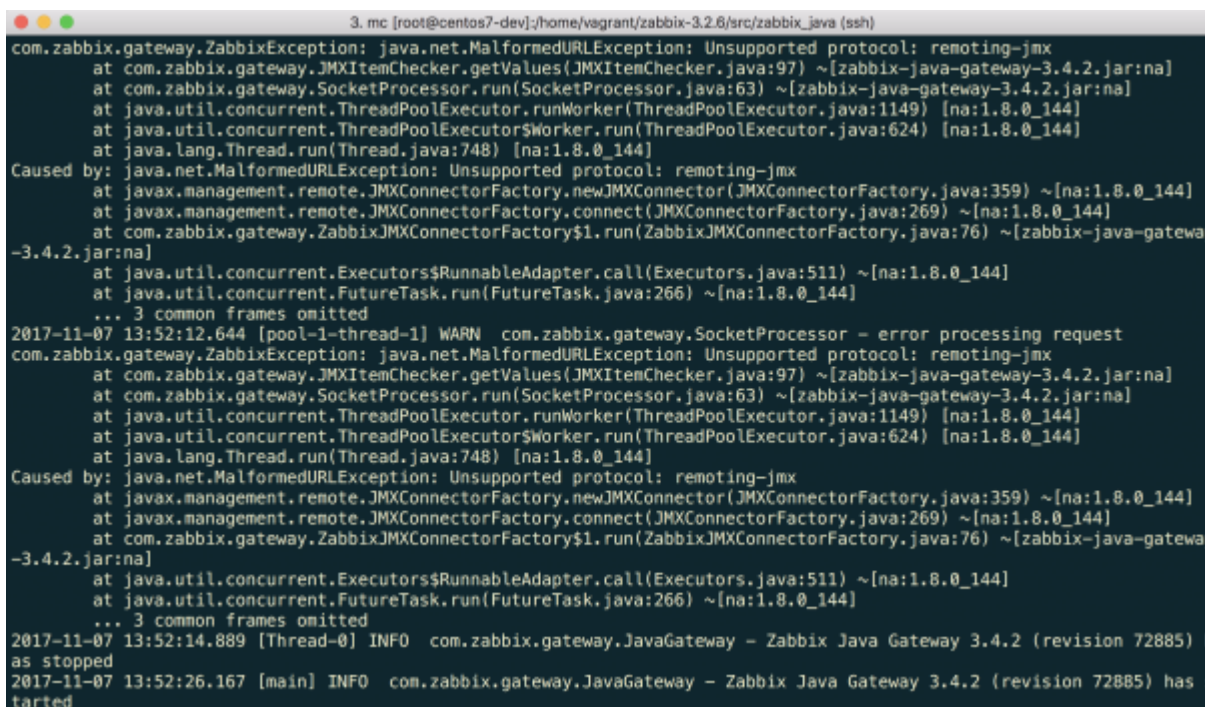 3. mc [root@centos7-dev]:/home/vagrant/zabbix-3.2.6/src/zabbix_java (ssh)
com.zabbix.gateway.ZabbixException: java.net.MalformedURLException: Unsupported protocol: remoting-jmx
at com.zabbix.gateway.JMXItemChecker.getValues(JMXItemChecker.java:97) ~[zabbix-java-gateway-3.4.2.jar:na]
at com.zabbix.gateway.SocketProcessor.run(SocketProcessor.java:63) ~[zabbix-java-gateway-3.4.2.jar:na]
at java.util.concurrent.ThreadPoolExecutor.runWorker(ThreadPoolExecutor.java:1149) [na:1.8.0_144]
at java.util.concurrent.ThreadPoolExecutor$Worker.run(ThreadPoolExecutor.java:624) [na:1.8.0_144]
at java.lang.Thread.run(Thread.java:748) [na:1.8.0_144]
Caused by: java.net.MalformedURLException: Unsupported protocol: remoting-jmx
at javax.management.remote.JMXConnectorFactory.newJMXConnector(JMXConnectorFactory.java:359) ~[na:1.8.0_144]
at javax.management.remote.JMXConnectorFactory.connect(JMXConnectorFactory.java:269) ~[na:1.8.0_144]
at com.zabbix.gateway.ZabbixJMXConnectorFactory$1.run(ZabbixJMXConnectorFactory.java:76) ~[zabbix-java-gatewa
-3.4.2.jar:na]
at java.util.concurrent.Executors$RunnableAdapter.call(Executors.java:511) ~[na:1.8.0_144]
at java.util.concurrent.FutureTask.run(FutureTask.java:266) ~[na:1.8.0_144]
... 3 common frames omitted
2017-11-07 13:52:12.644 [pool-1-thread-1] WARN  com.zabbix.gateway.SocketProcessor - error processing request
com.zabbix.gateway.ZabbixException: java.net.MalformedURLException: Unsupported protocol: remoting-jmx
at com.zabbix.gateway.JMXItemChecker.getValues(JMXItemChecker.java:97) ~[zabbix-java-gateway-3.4.2.jar:na]
at com.zabbix.gateway.SocketProcessor.run(SocketProcessor.java:63) ~[zabbix-java-gateway-3.4.2.jar:na]
at java.util.concurrent.ThreadPoolExecutor.runWorker(ThreadPoolExecutor.java:1149) [na:1.8.0_144]
at java.util.concurrent.ThreadPoolExecutor$Worker.run(ThreadPoolExecutor.java:624) [na:1.8.0_144]
at java.lang.Thread.run(Thread.java:748) [na:1.8.0_144]
Caused by: java.net.MalformedURLException: Unsupported protocol: remoting-jmx
at javax.management.remote.JMXConnectorFactory.newJMXConnector(JMXConnectorFactory.java:359) ~[na:1.8.0_144]
at javax.management.remote.JMXConnectorFactory.connect(JMXConnectorFactory.java:269) ~[na:1.8.0_144]
at com.zabbix.gateway.ZabbixJMXConnectorFactory$1.run(ZabbixJMXConnectorFactory.java:76) ~[zabbix-java-gatewa
-3.4.2.jar:na]
at java.util.concurrent.Executors$RunnableAdapter.call(Executors.java:511) ~[na:1.8.0_144]
at java.util.concurrent.FutureTask.run(FutureTask.java:266) ~[na:1.8.0_144]
... 3 common frames omitted
2017-11-07 13:52:14.889 [Thread-0] INFO  com.zabbix.gateway.JavaGateway - Zabbix Java Gateway 3.4.2 (revision 72885)
as stopped
2017-11-07 13:52:26.167 [main] INFO  com.zabbix.gateway.JavaGateway - Zabbix Java Gateway 3.4.2 (revision 72885) has
tarted